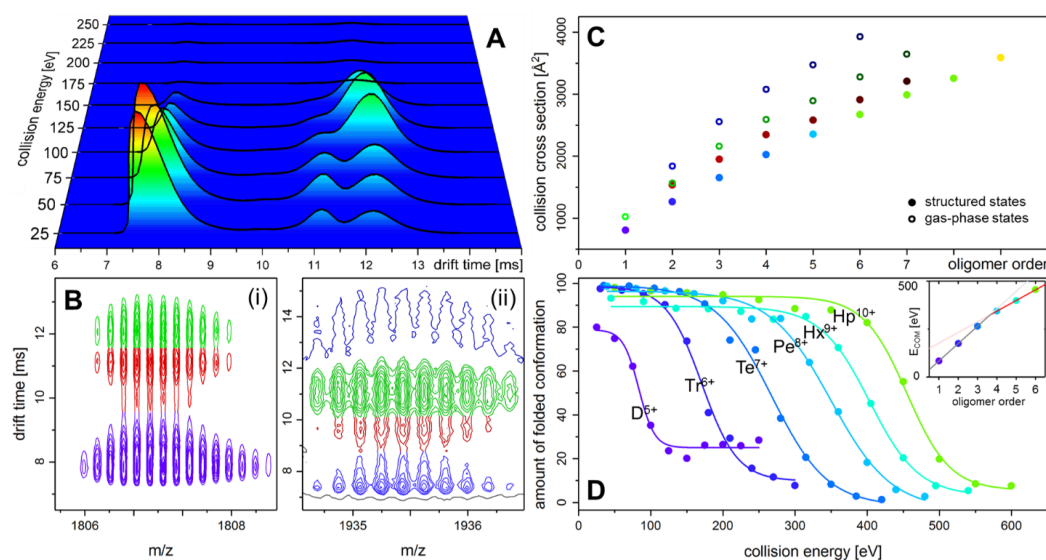 A
collision energy [eV]
250
225
200
175
150
125
100
75
50
25
6 7 8 9 10 11 12 13 drift time [ms]
B
(i)
(ii)
drift time [ms]
12
10
8
14
12
10
8
1806 1808
1935 1936
m/z
m/z
C
collision cross section [Å²]
4000
3000
2000
1000
structured states
gas-phase states
1 2 3 4 5 6 7 oligomer order
D
amount of folded conformation
100
80
60
40
20
0
D5+
Tr6+
Te7+
Pe8+
Hx9+
Hp10+
0 100 200 300 400 500 600
collision energy [eV]
500
0
ECOM [eV]
1 2 3 4 5 6
oligomer order